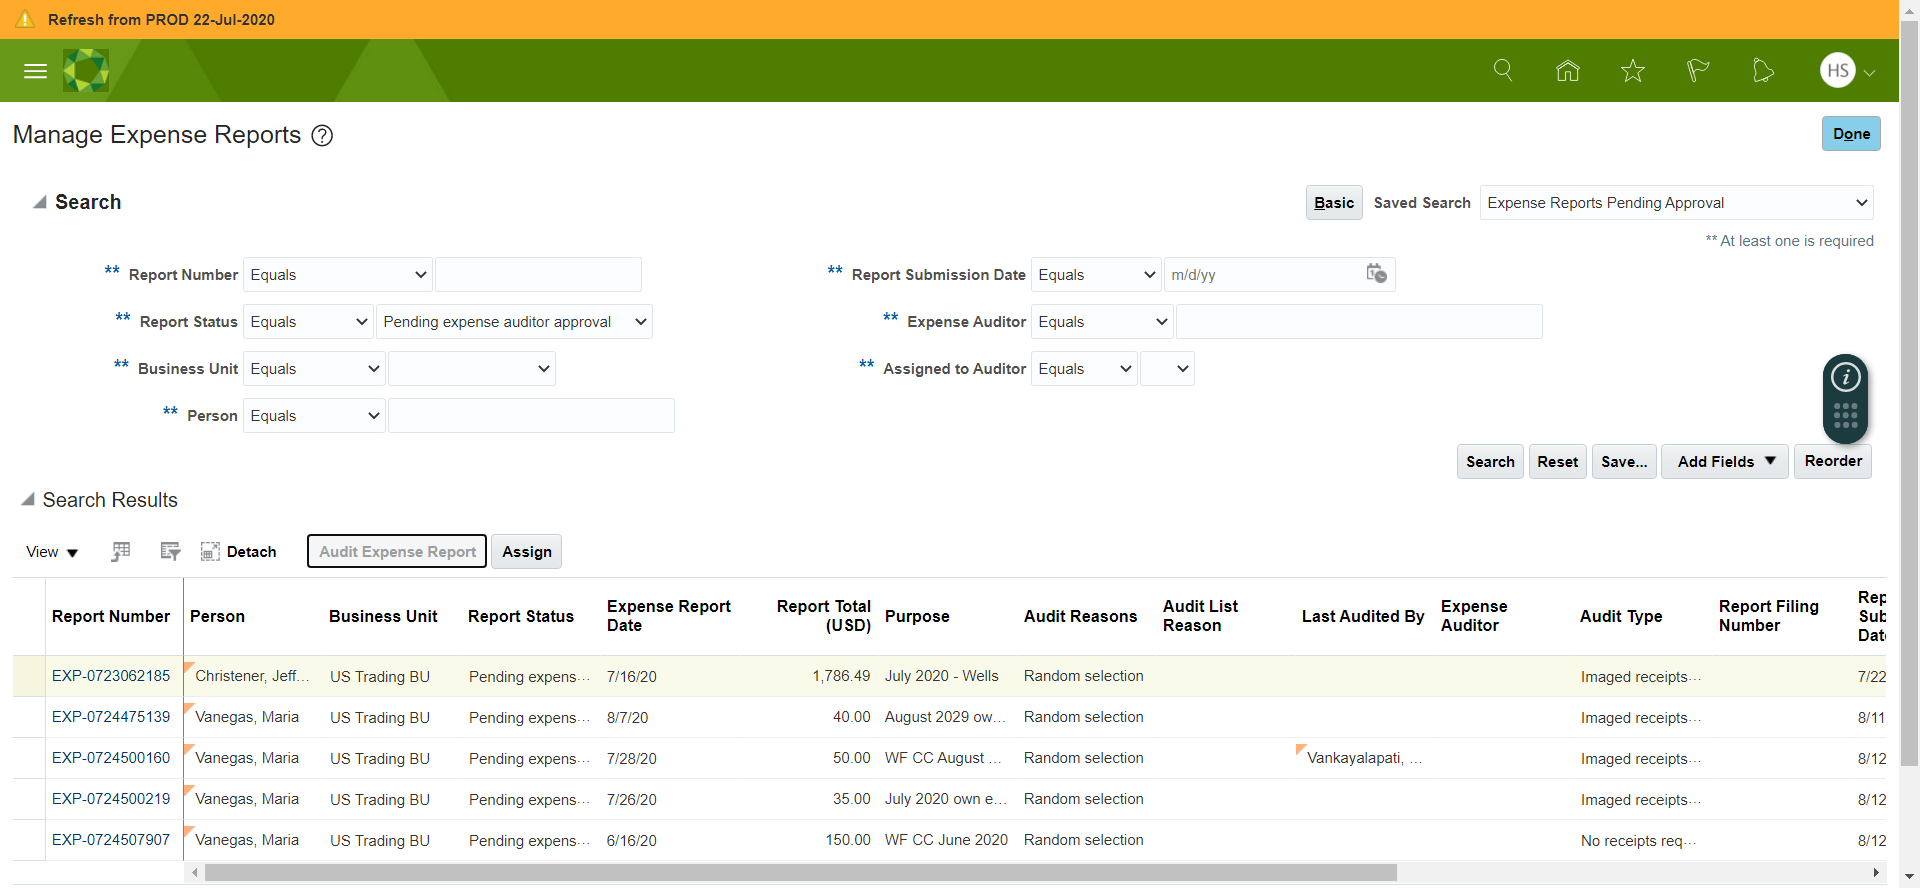 Refresh from PROD 22-Jul-2020
HS
Manage Expense Reports ?
Done
Search
Basic Saved Search Expense Reports Pending Approval
** At least one is required
** Report Number Equals
** Report Submission Date Equals m/d/yy
** Report Status Equals Pending expense auditor approval
** Expense Auditor Equals
** Business Unit Equals
** Assigned to Auditor Equals
** Person Equals
Search Reset Save... Add Fields Reorder
Search Results
View Detach Audit Expense Report Assign
Report Number Person Business Unit Report Status Expense Report Date Report Total (USD) Purpose Audit Reasons Audit List Reason Last Audited By Expense Auditor Audit Type Report Filing Number Rep Sub Date
EXP-0723062185 Christener, Jeff... US Trading BU Pending expens... 7/16/20 1,786.49 July 2020 - Wells Random selection Imaged receipts... 7/22
EXP-0724475139 Vanegas, Maria US Trading BU Pending expens... 8/7/20 40.00 August 2029 ow... Random selection Imaged receipts... 8/11
EXP-0724500160 Vanegas, Maria US Trading BU Pending expens... 7/28/20 50.00 WF CC August ... Random selection Vankayalapati, ... Imaged receipts... 8/12
EXP-0724500219 Vanegas, Maria US Trading BU Pending expens... 7/26/20 35.00 July 2020 own e... Random selection Imaged receipts... 8/12
EXP-0724507907 Vanegas, Maria US Trading BU Pending expens... 6/16/20 150.00 WF CC June 2020 Random selection No receipts req... 8/12